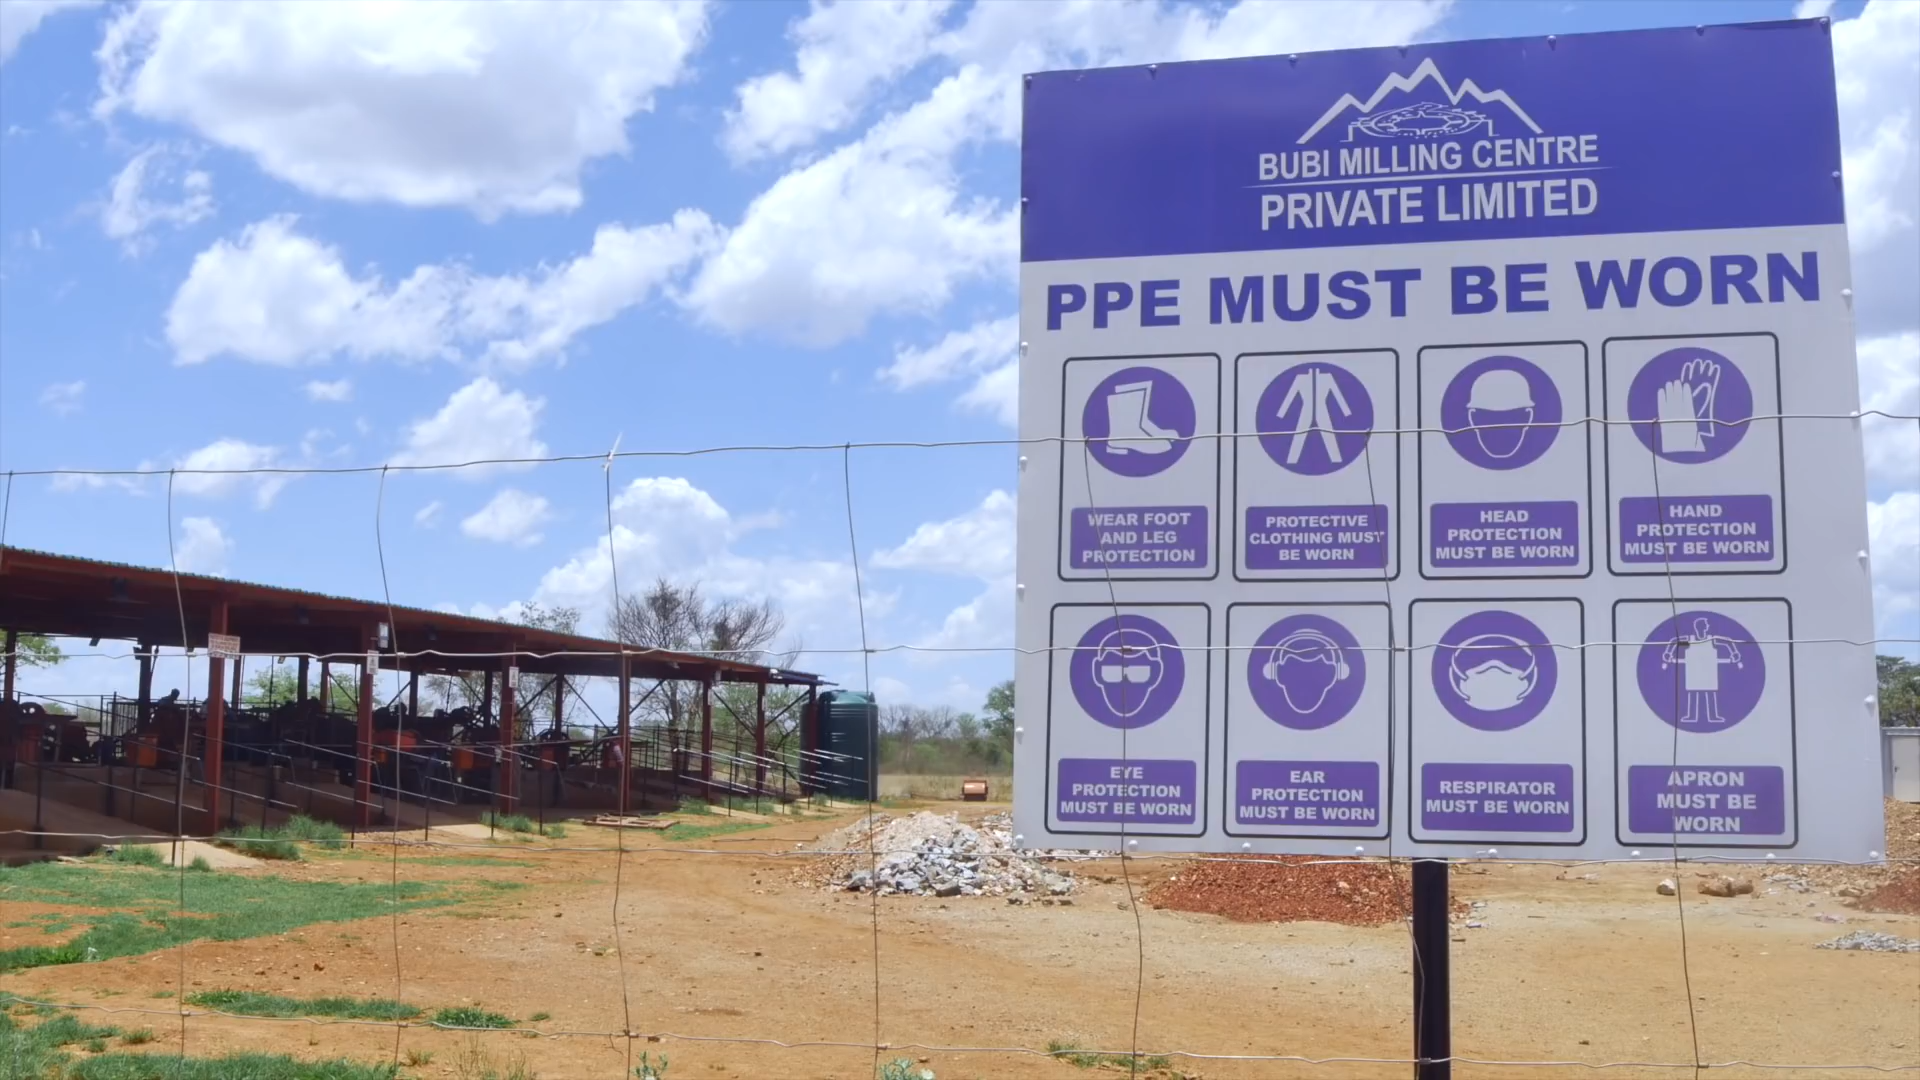 BUBI MILLING CENTRE
PRIVATE LIMITED
PPE MUST BE WORN
WEAR FOOT
AND LEG
PROTECTION
PROTECTIVE
CLOTHING MUST
BE WORN
HEAD
PROTECTION
MUST BE WORN
HAND
PROTECTION
MUST BE WORN
EYE
PROTECTION
MUST BE WORN
EAR
PROTECTION
MUST BE WORN
RESPIRATOR
MUST BE WORN
APRON
MUST BE
WORN